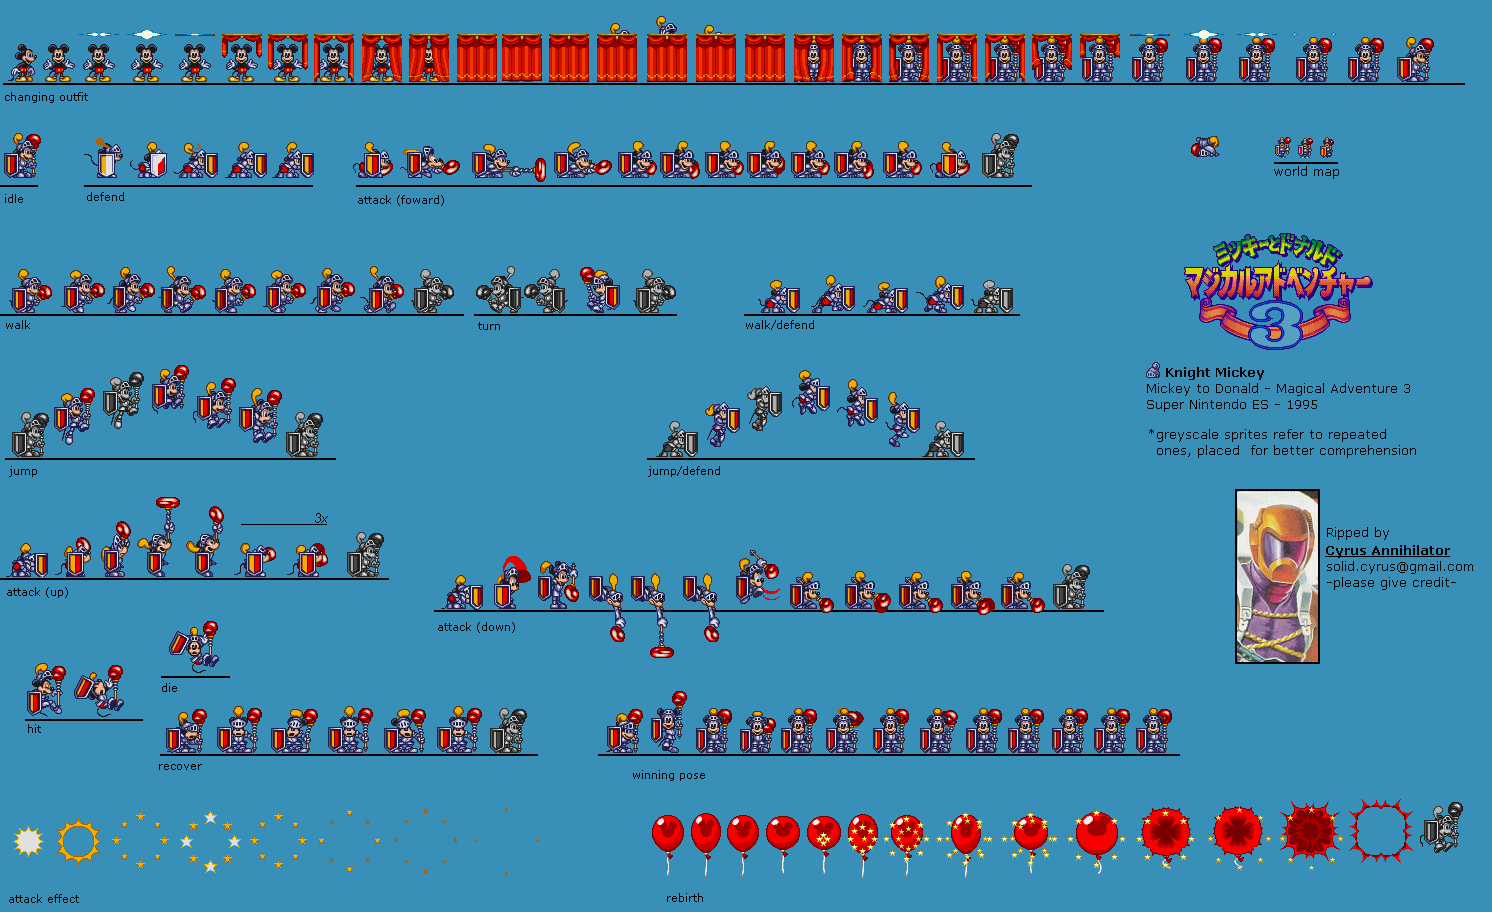 changing outfit
idle
defend
attack (foward)
world map
walk
turn
walk/defend
ミッキーとドナルド
マジカルアドベンチャー
3
Knight Mickey
Mickey to Donald - Magical Adventure 3
Super Nintendo ES - 1995
*greyscale sprites refer to repeated
ones, placed for better comprehension
jump
jump/defend
3x
attack (up)
attack (down)
Ripped by
Cyrus Annihilator
solid.cyrus@gmail.com
-please give credit-
die
hit
recover
winning pose
attack effect
rebirth